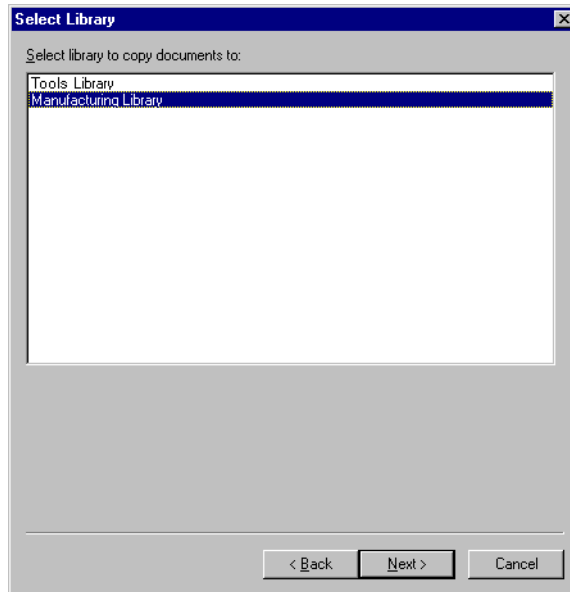 Select Library
Select library to copy documents to:
Tools Library
Manufacturing Library
< Back
Next >
Cancel